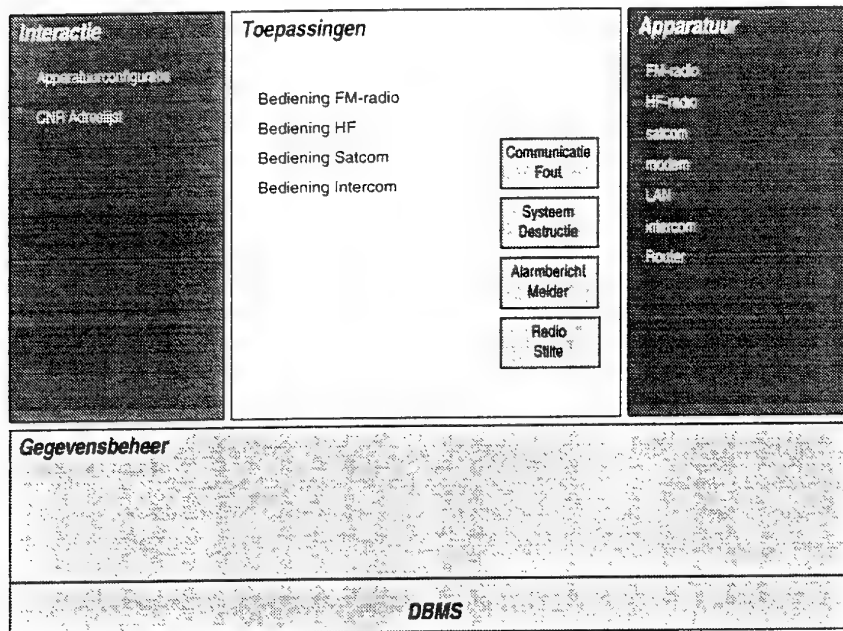 Interactie
Apparatuurconfiguratie
CNR Adreslijst
Toepassingen
Bediening FM-radio
Bediening HF
Bediening Satcom
Bediening Intercom
Communicatie
Fout
Systeem
Destructie
Alarmbericht
Melder
Radio
Stilte
Apparatuur
FM-radio
HF-radio
satcom
modem
LAN
intercom
Router
Gegevensbeheer
DBMS